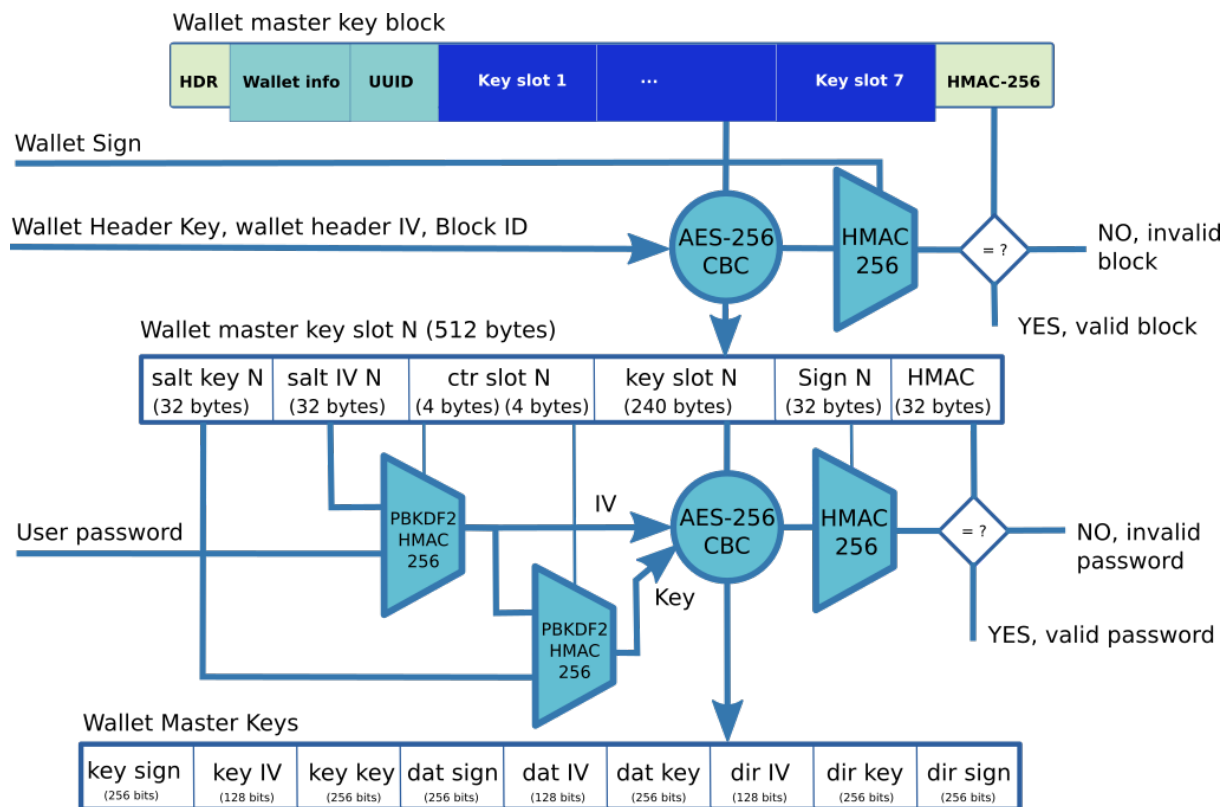 Wallet master key block
HDR
Wallet info
UUID
Key slot 1
...
Key slot 7
HMAC-256
Wallet Sign
Wallet Header Key, wallet header IV, Block ID
AES-256
CBC
HMAC
256
= ?
NO, invalid
block
YES, valid block
Wallet master key slot N (512 bytes)
salt key N
(32 bytes)
salt IV N
(32 bytes)
ctr slot N
(4 bytes) (4 bytes)
key slot N
(240 bytes)
Sign N
(32 bytes)
HMAC
(32 bytes)
User password
PBKDF2
HMAC
256
IV
AES-256
CBC
HMAC
256
= ?
NO, invalid
password
Key
PBKDF2
HMAC
256
YES, valid password
Wallet Master Keys
key sign
(256 bits)
key IV
(128 bits)
key key
(256 bits)
dat sign
(256 bits)
dat IV
(128 bits)
dat key
(256 bits)
dir IV
(128 bits)
dir key
(256 bits)
dir sign
(256 bits)